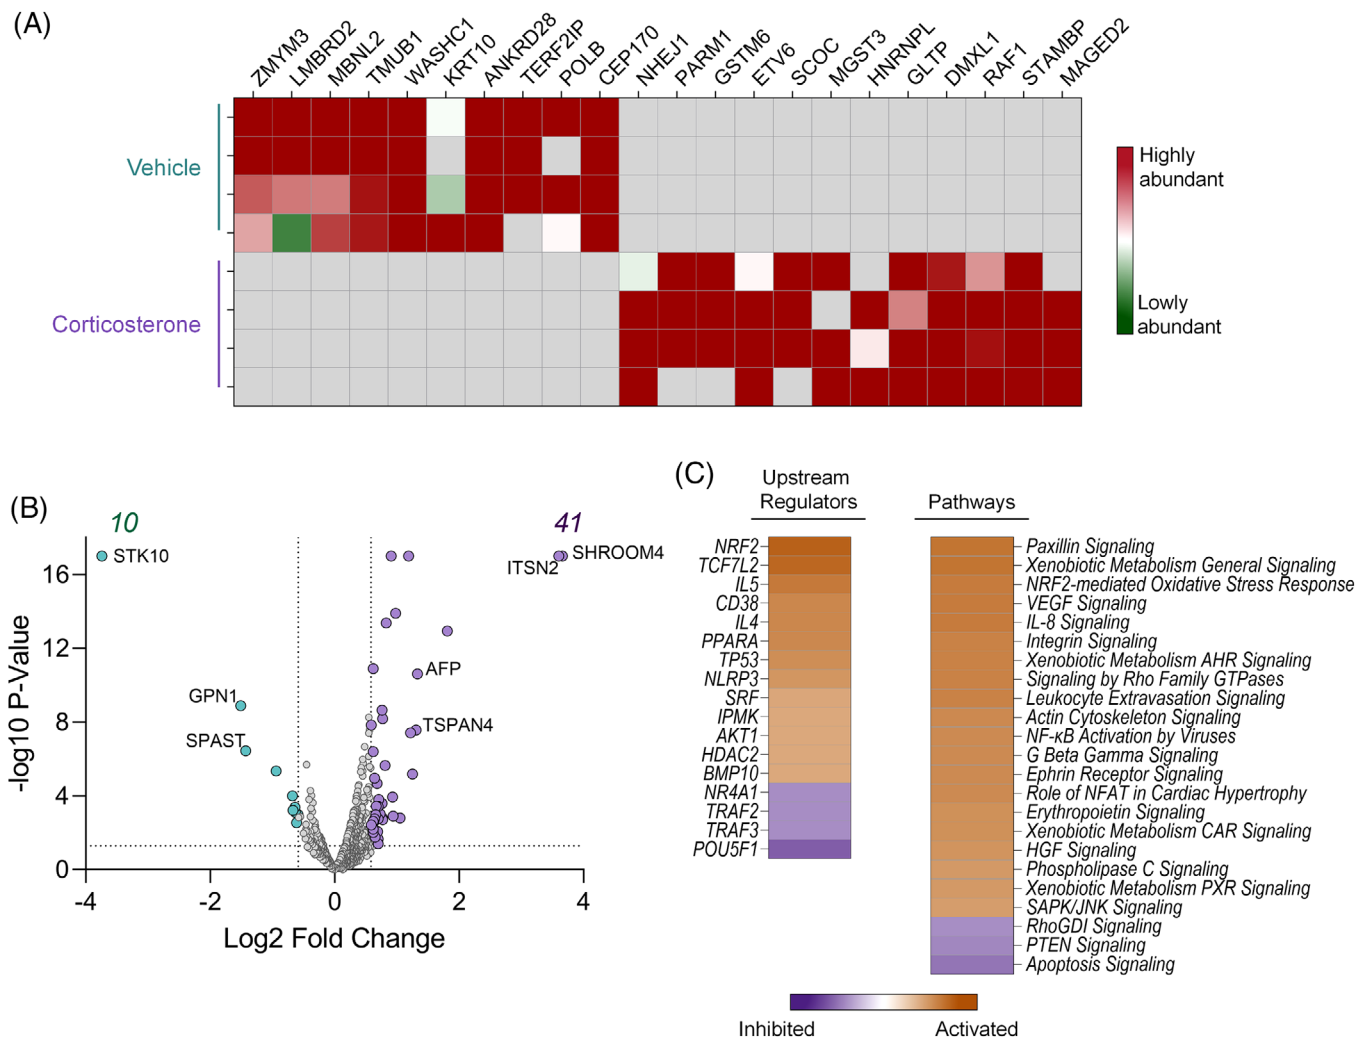 (A)
ZMYM3
LMBRD2
MBNL2
TMUB1
WASHC1
KRT10
ANKRD28
TERF2IP
POLB
CEP170
NHEJ1
PARM1
GSTM6
ETV6
SCOC
MGST3
HNRNPL
GLTP
DMXL1
RAF1
STAMBP
MAGED2
Vehicle
Corticosterone
Highly
abundant
Lowly
abundant
(B)
10
41
STK10
SHROOM4
ITSN2
AFP
GPN1
TSPAN4
SPAST
-log10 P-Value
16
12
8
4
0
-4
-2
0
2
4
Log2 Fold Change
(C)
Upstream
Regulators
NRF2
TCF7L2
IL5
CD38
IL4
PPARA
TP53
NLRP3
SRF
IPMK
AKT1
HDAC2
BMP10
NR4A1
TRAF2
TRAF3
POU5F1
Pathways
Paxillin Signaling
Xenobiotic Metabolism General Signaling
NRF2-mediated Oxidative Stress Response
VEGF Signaling
IL-8 Signaling
Integrin Signaling
Xenobiotic Metabolism AHR Signaling
Signaling by Rho Family GTPases
Leukocyte Extravasation Signaling
Actin Cytoskeleton Signaling
NF-κB Activation by Viruses
G Beta Gamma Signaling
Ephrin Receptor Signaling
Role of NFAT in Cardiac Hypertrophy
Erythropoietin Signaling
Xenobiotic Metabolism CAR Signaling
HGF Signaling
Phospholipase C Signaling
Xenobiotic Metabolism PXR Signaling
SAPK/JNK Signaling
RhoGDI Signaling
PTEN Signaling
Apoptosis Signaling
Inhibited
Activated